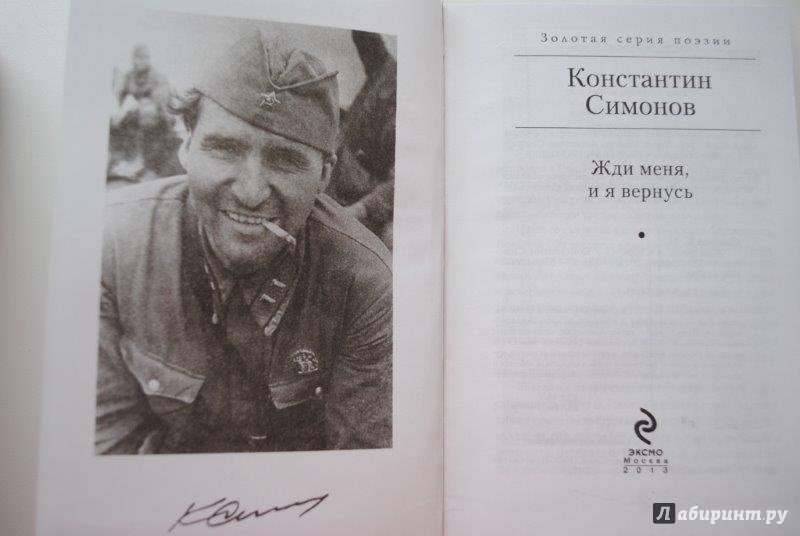 Золотая серия поэзии
Константин
Симонов
Жди меня,
и я вернусь
•
ЭКСМО
Москва
2013
Лабиринт.ру